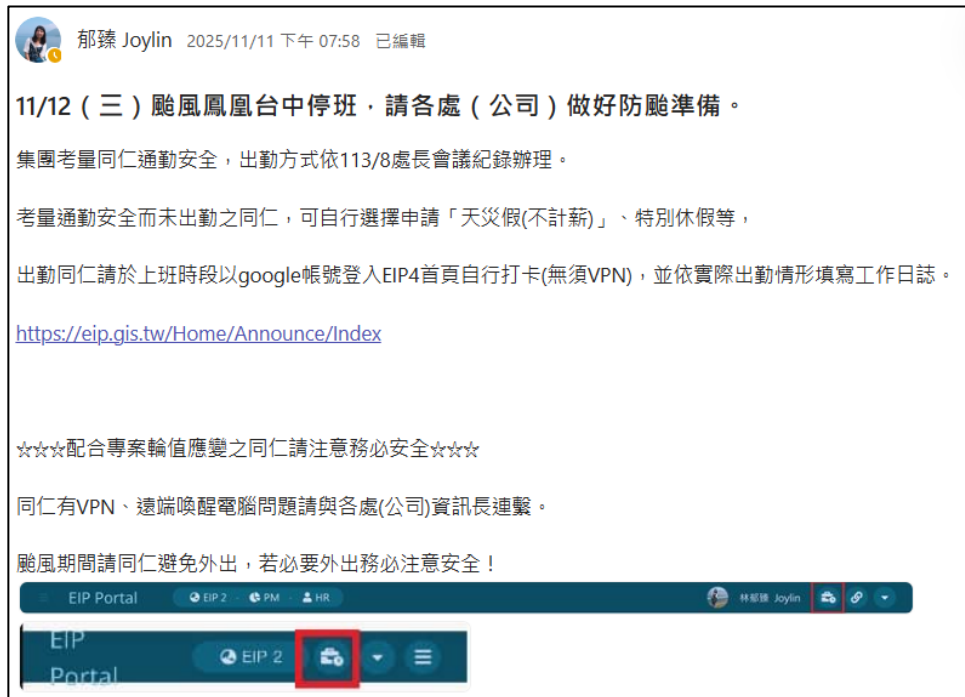 郁臻 Joylin 2025/11/11 下午 07:58 已編輯
11/12（三）颱風鳳凰台中停班，請各處（公司）做好防颱準備。
集團考量同仁通勤安全，出勤方式依113/8處長會議紀錄辦理。
考量通勤安全而未出勤之同仁，可自行選擇申請「天災假(不計薪)」、特別休假等，
出勤同仁請於上班時段以google帳號登入EIP4首頁自行打卡(無須VPN)，並依實際出勤情形填寫工作日誌。
https://eip.gis.tw/Home/Announce/Index
☆☆☆配合專案輪值應變之同仁請注意務必安全☆☆☆
同仁有VPN、遠端喚醒電腦問題請與各處(公司)資訊長連繫。
颱風期間請同仁避免外出，若必要外出務必注意安全！
EIP Portal EIP 2 PM HR 林郁臻 Joylin
EIP
Portal
EIP 2